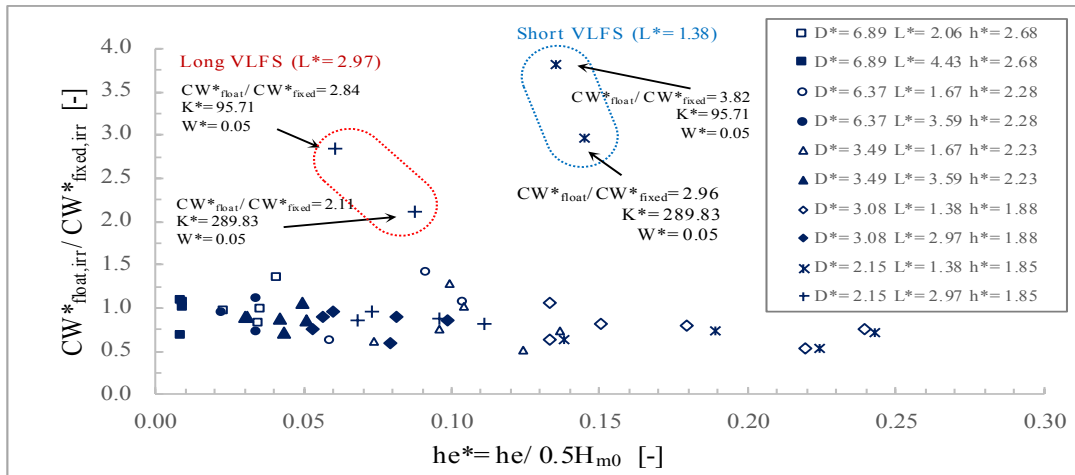 CW*float,irr/ CW*fixed,irr [-]
4.0
3.5
3.0
2.5
2.0
1.5
1.0
0.5
0.0
0.00
0.05
0.10
0.15
0.20
0.25
0.30
he*= he/ 0.5Hm0 [-]
Long VLFS (L*= 2.97)
CW*float/ CW*fixed=2.84
K*=95.71
W*=0.05
CW*float/ CW*fixed=2.11
K*=289.83
W*=0.05
Short VLFS (L*=1.38)
CW*float/ CW*fixed=3.82
K*=95.71
W*=0.05
CW*float/ CW*fixed=2.96
K*=289.83
W*=0.05
D*=6.89 L*=2.06 h*=2.68
D*=6.89 L*=4.43 h*=2.68
D*=6.37 L*=1.67 h*=2.28
D*=6.37 L*=3.59 h*=2.28
D*=3.49 L*=1.67 h*=2.23
D*=3.49 L*=3.59 h*=2.23
D*=3.08 L*=1.38 h*=1.88
D*=3.08 L*=2.97 h*=1.88
D*=2.15 L*=1.38 h*=1.85
D*=2.15 L*=2.97 h*=1.85